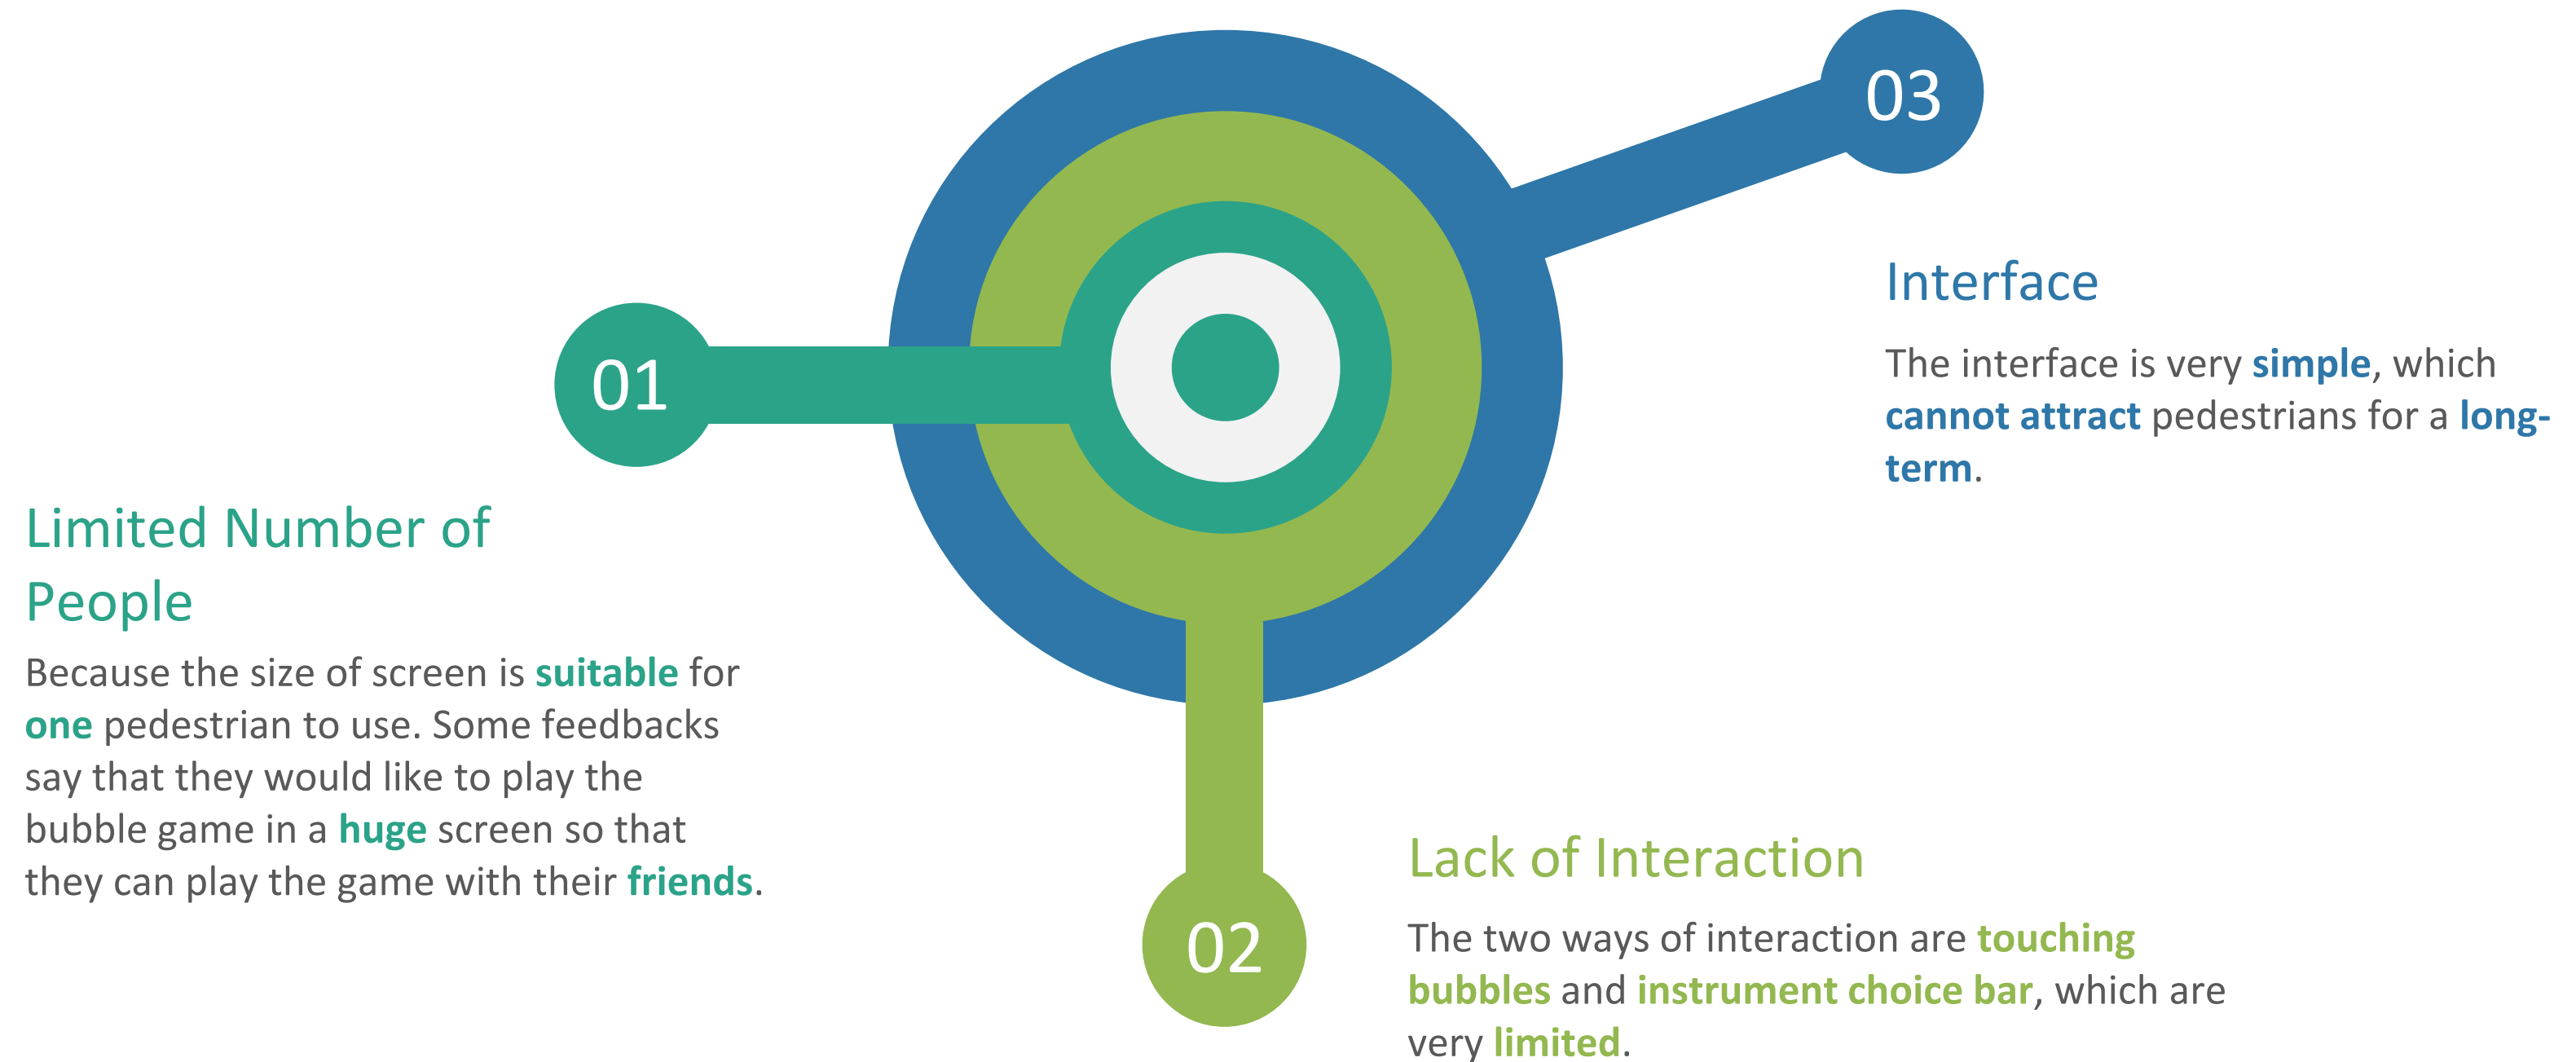 01
Limited Number of
People
Because the size of screen is suitable for
one pedestrian to use. Some feedbacks
say that they would like to play the
bubble game in a huge screen so that
they can play the game with their friends.
02
Lack of Interaction
The two ways of interaction are touching
bubbles and instrument choice bar, which are
very limited.
03
Interface
The interface is very simple, which
cannot attract pedestrians for a long-
term.